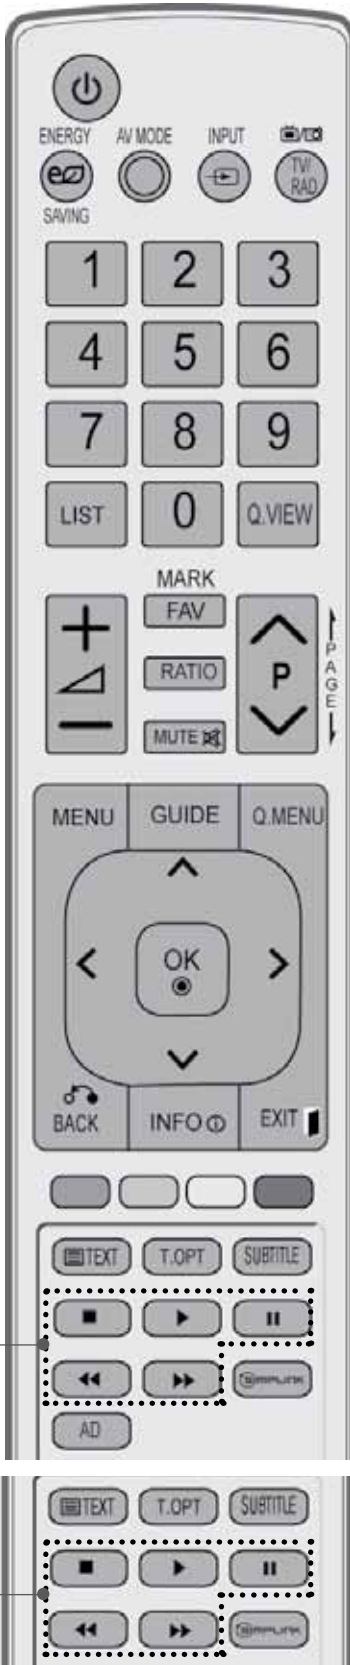 ENERGY AV MODE INPUT
TV/
RAD
SAVING
1 2 3
4 5 6
7 8 9
LIST 0 Q.VIEW
MARK
FAV
RATIO
P
PAGE
MUTE
MENU GUIDE Q.MENU
OK
BACK INFO EXIT
TEXT T.OPT SUBTITLE
SIMPLINK
AD
TEXT T.OPT SUBTITLE
SIMPLINK